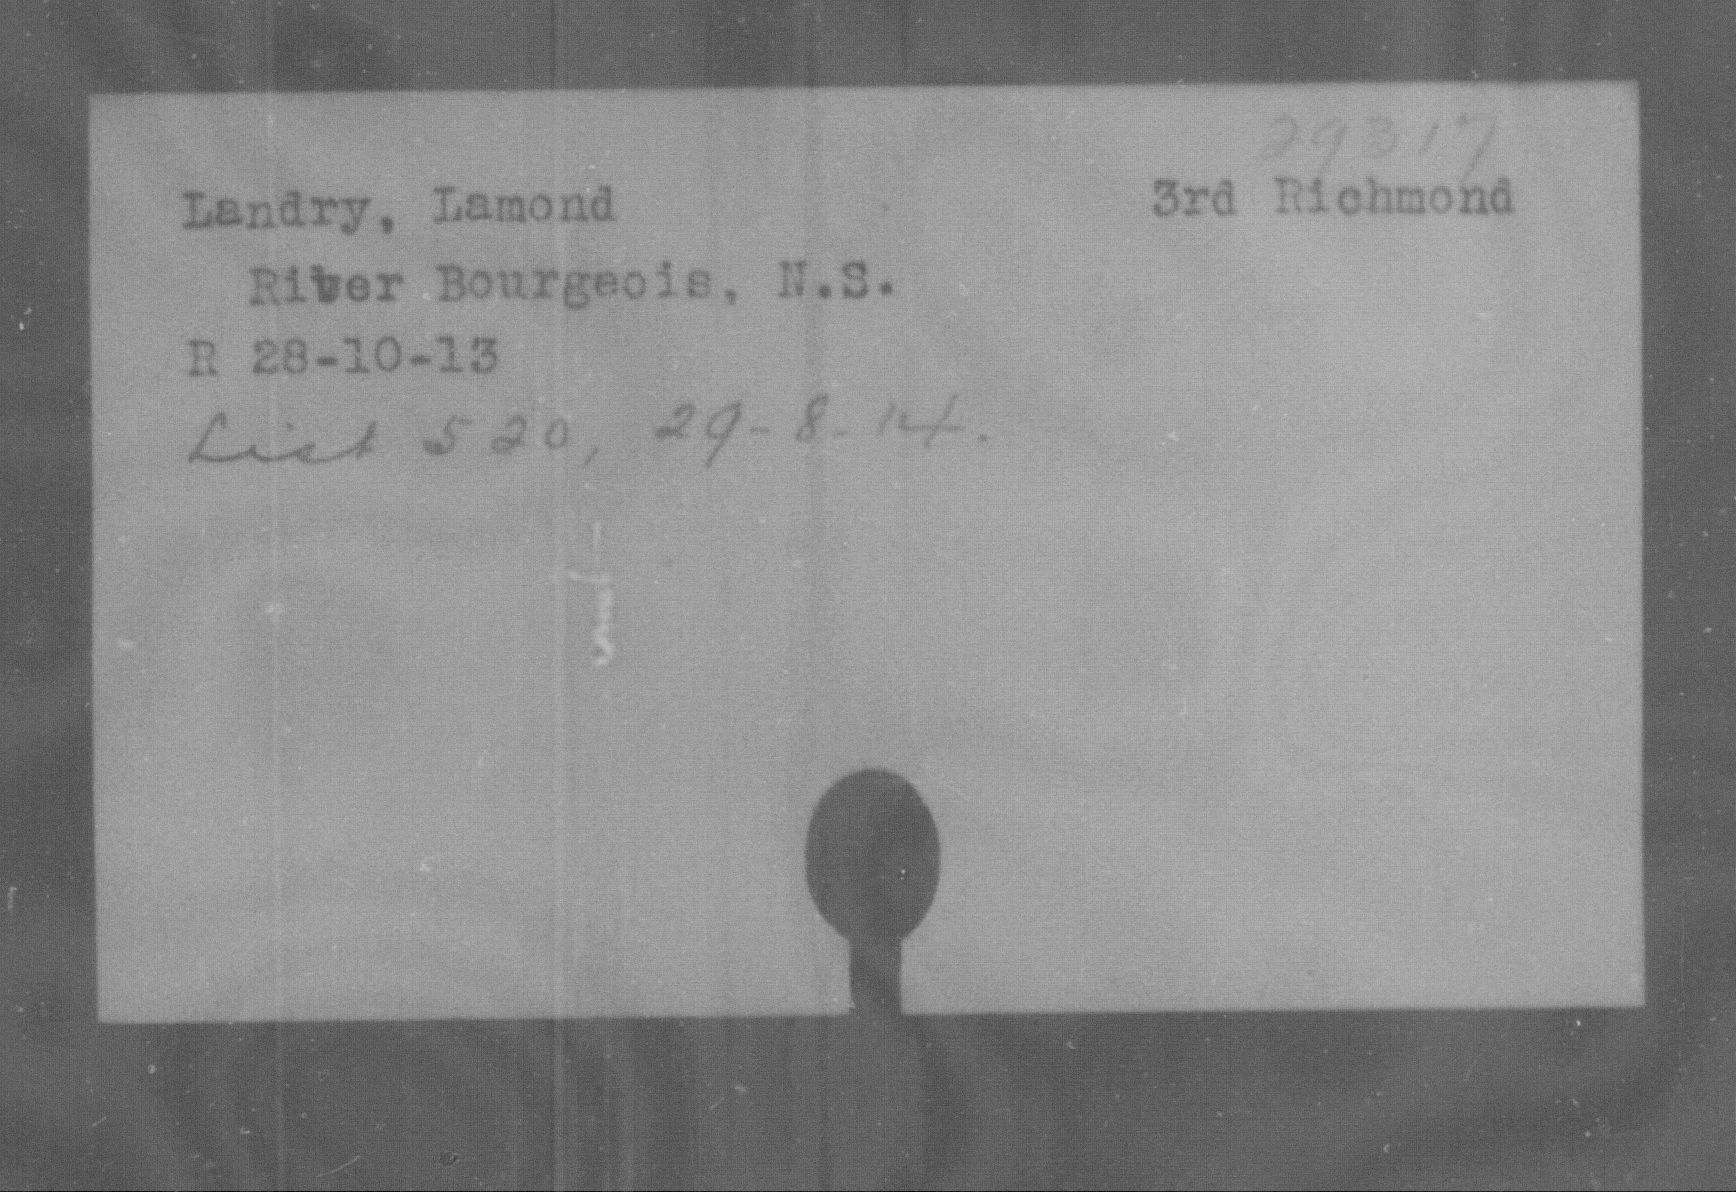 29317
Landry, Lamond 3rd Richmond
River Bourgeois, N.S.
R 28-10-13
List 520, 29-8-14.